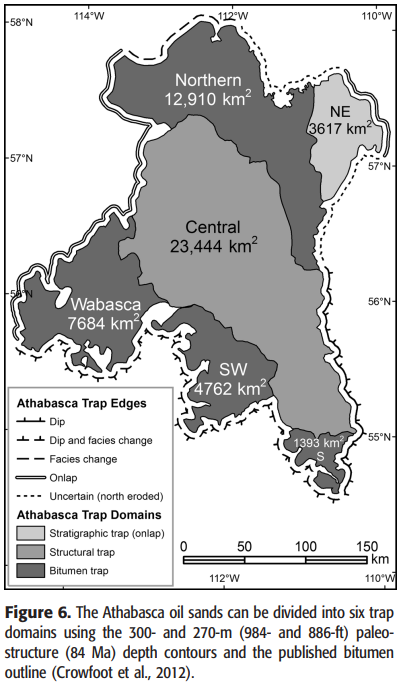 114°W 112°W 110°W
58°N
Northern
12,910 km²
NE
3617 km²
57°N 57°N
Central
23,444 km²
56°N 56°N
Wabasca
7684 km²
SW
4762 km²
1393 km²
S
55°N
Athabasca Trap Edges
Dip
Dip and facies change
Facies change
Onlap
Uncertain (north eroded)
Athabasca Trap Domains
Stratigraphic trap (onlap)
Structural trap
Bitumen trap
0 50 100 150
km
112°W 110°W
Figure 6. The Athabasca oil sands can be divided into six trap
domains using the 300- and 270-m (984- and 886-ft) paleo-
structure (84 Ma) depth contours and the published bitumen
outline (Crowfoot et al., 2012).